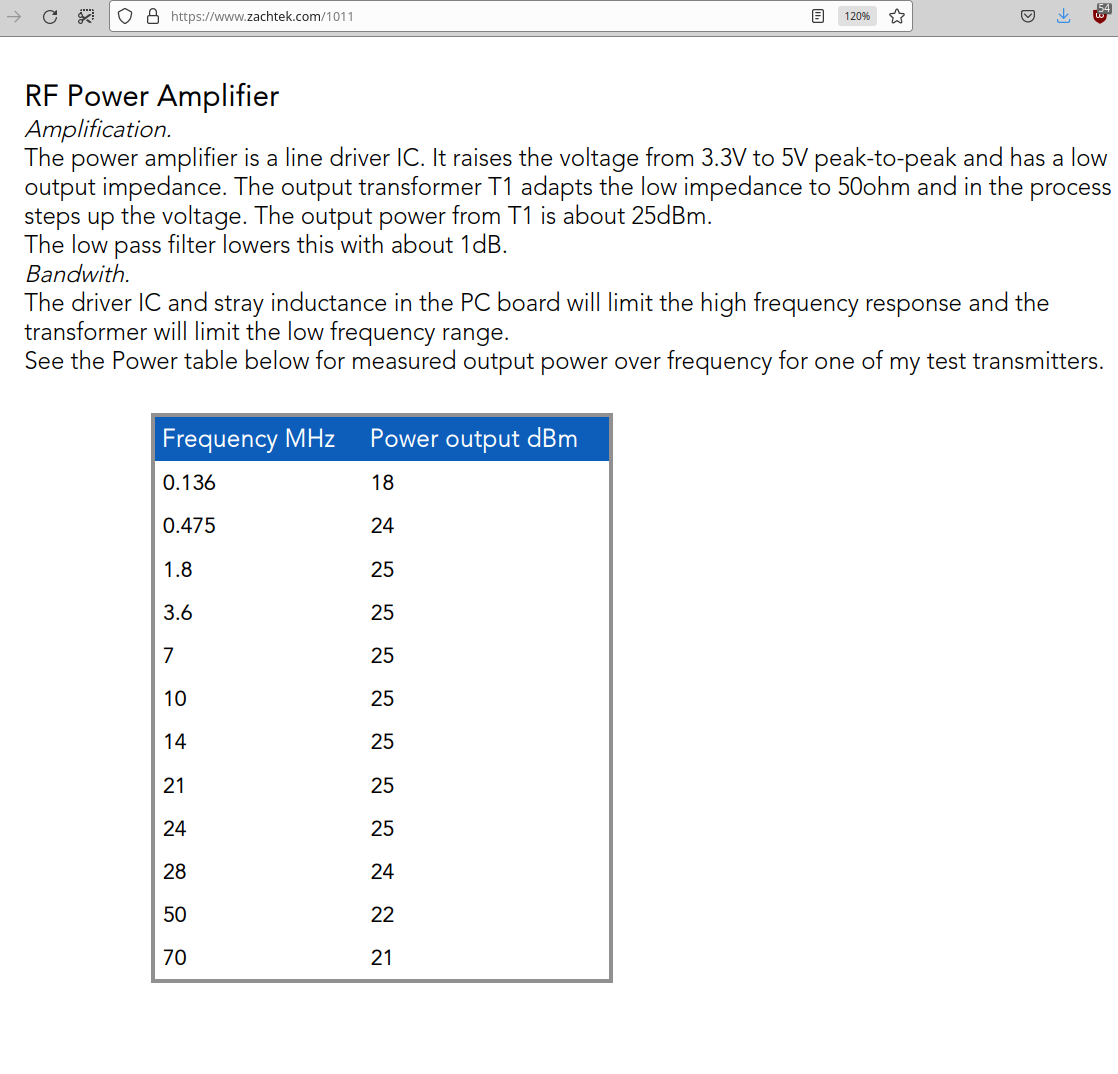 https://www.zachtek.com/1011
120%
54
RF Power Amplifier
Amplification.
The power amplifier is a line driver IC. It raises the voltage from 3.3V to 5V peak-to-peak and has a low
output impedance. The output transformer T1 adapts the low impedance to 50ohm and in the process
steps up the voltage. The output power from T1 is about 25dBm.
The low pass filter lowers this with about 1dB.
Bandwith.
The driver IC and stray inductance in the PC board will limit the high frequency response and the
transformer will limit the low frequency range.
See the Power table below for measured output power over frequency for one of my test transmitters.
Frequency MHz Power output dBm
0.136 18
0.475 24
1.8 25
3.6 25
7 25
10 25
14 25
21 25
24 25
28 24
50 22
70 21